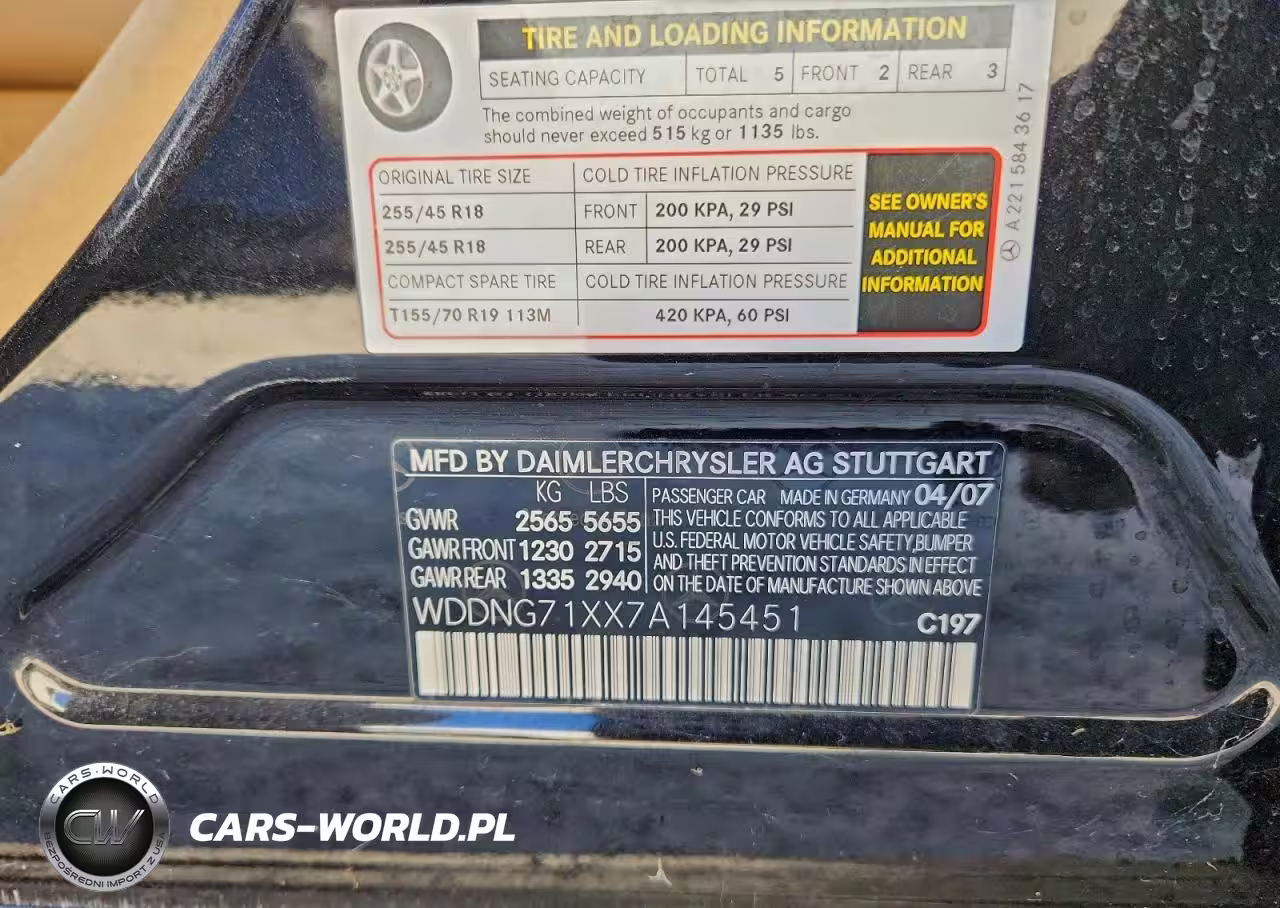 TIRE AND LOADING INFORMATION
SEATING CAPACITY TOTAL 5 FRONT 2 REAR 3
The combined weight of occupants and cargo
should never exceed 515 kg or 1135 lbs.
ORIGINAL TIRE SIZE COLD TIRE INFLATION PRESSURE
255/45 R18 FRONT 200 KPA, 29 PSI
255/45 R18 REAR 200 KPA, 29 PSI
COMPACT SPARE TIRE COLD TIRE INFLATION PRESSURE
T155/70 R19 113M 420 KPA, 60 PSI
SEE OWNER'S
MANUAL FOR
ADDITIONAL
INFORMATION
A 221 584 36 17
MFD BY DAIMLERCHRYSLER AG STUTTGART
KG LBS
GVWR 2565 5655
GAWR FRONT 1230 2715
GAWR REAR 1335 2940
PASSENGER CAR MADE IN GERMANY 04/07
THIS VEHICLE CONFORMS TO ALL APPLICABLE
U.S. FEDERAL MOTOR VEHICLE SAFETY,BUMPER
AND THEFT PREVENTION STANDARDS IN EFFECT
ON THE DATE OF MANUFACTURE SHOWN ABOVE
WDDNG71XX7A145451 C197
CARS-WORLD
CW
BEZPOŚREDNI IMPORT Z USA
CARS-WORLD.PL